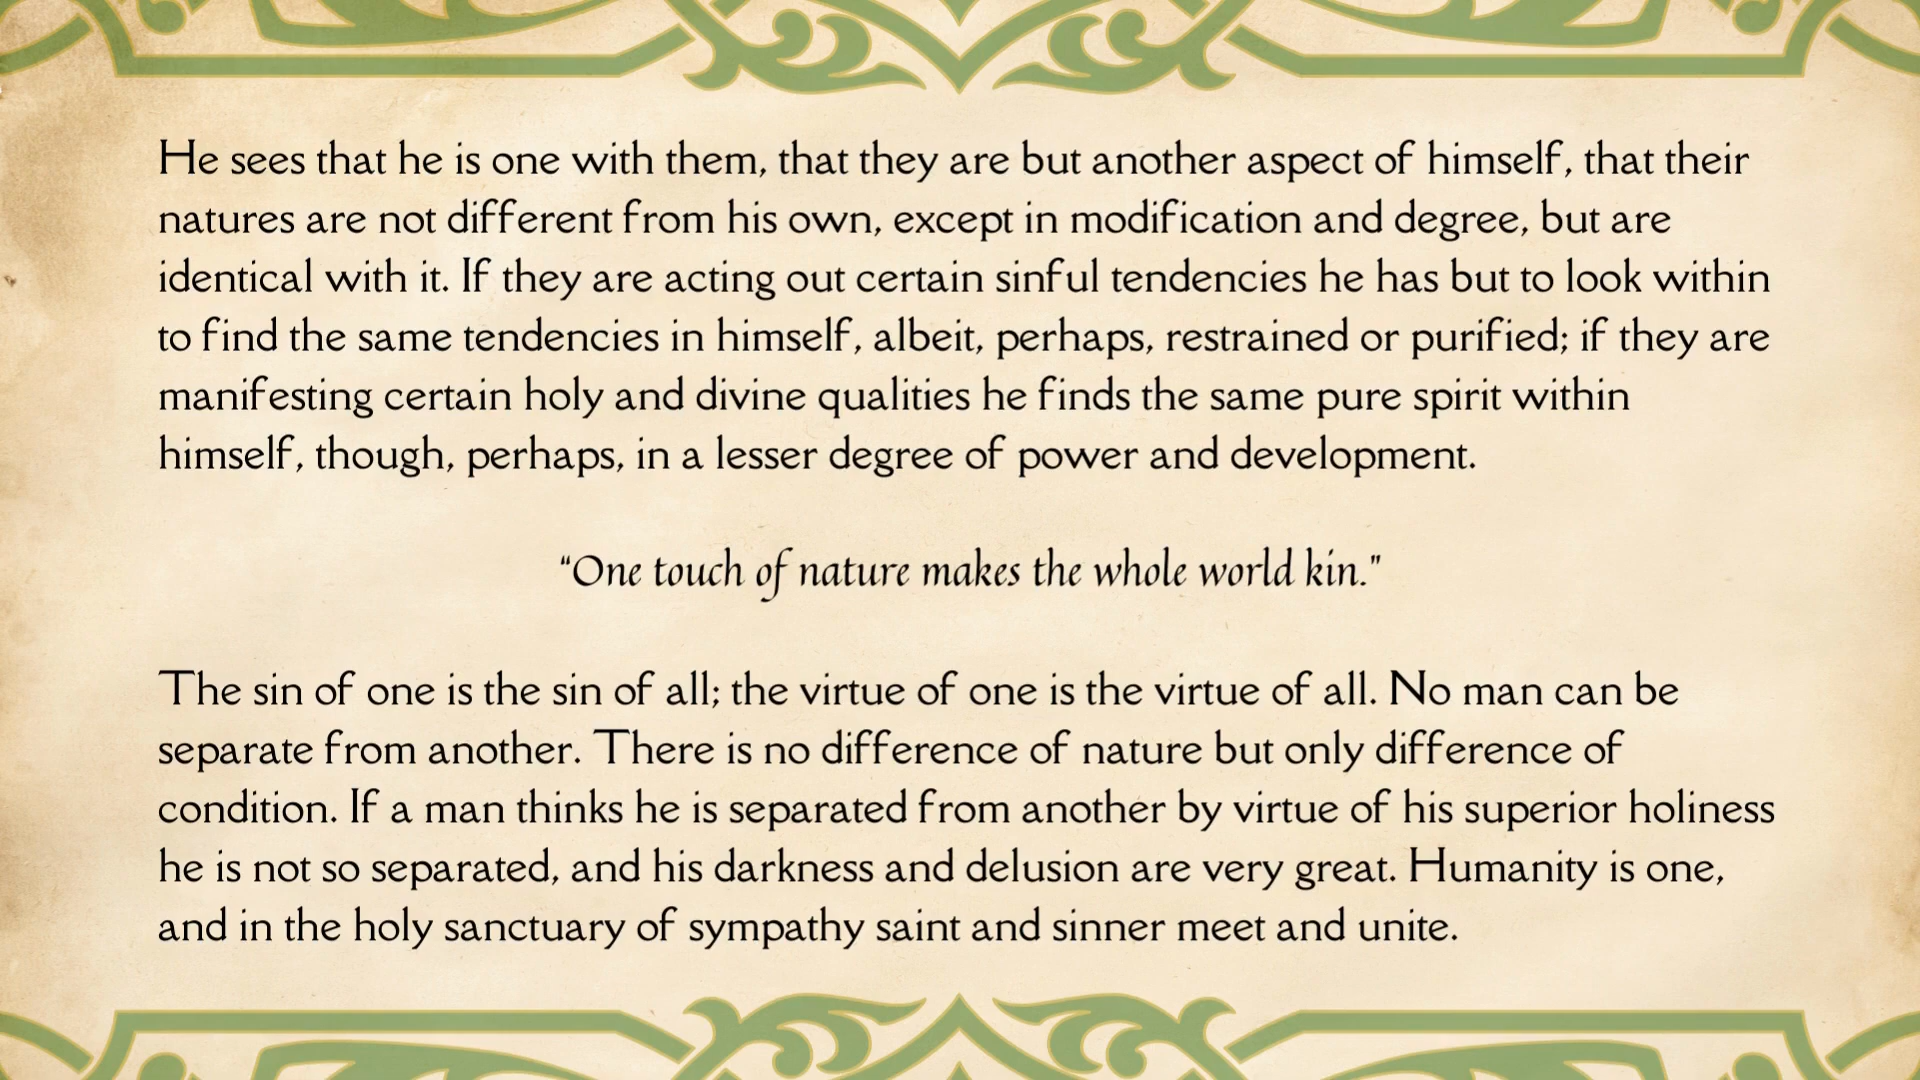 He sees that he is one with them, that they are but another aspect of himself, that their
natures are not different from his own, except in modification and degree, but are
identical with it. If they are acting out certain sinful tendencies he has but to look within
to find the same tendencies in himself, albeit, perhaps, restrained or purified; if they are
manifesting certain holy and divine qualities he finds the same pure spirit within
himself, though, perhaps, in a lesser degree of power and development.
“One touch of nature makes the whole world kin.”
The sin of one is the sin of all; the virtue of one is the virtue of all. No man can be
separate from another. There is no difference of nature but only difference of
condition. If a man thinks he is separated from another by virtue of his superior holiness
he is not so separated, and his darkness and delusion are very great. Humanity is one,
and in the holy sanctuary of sympathy saint and sinner meet and unite.